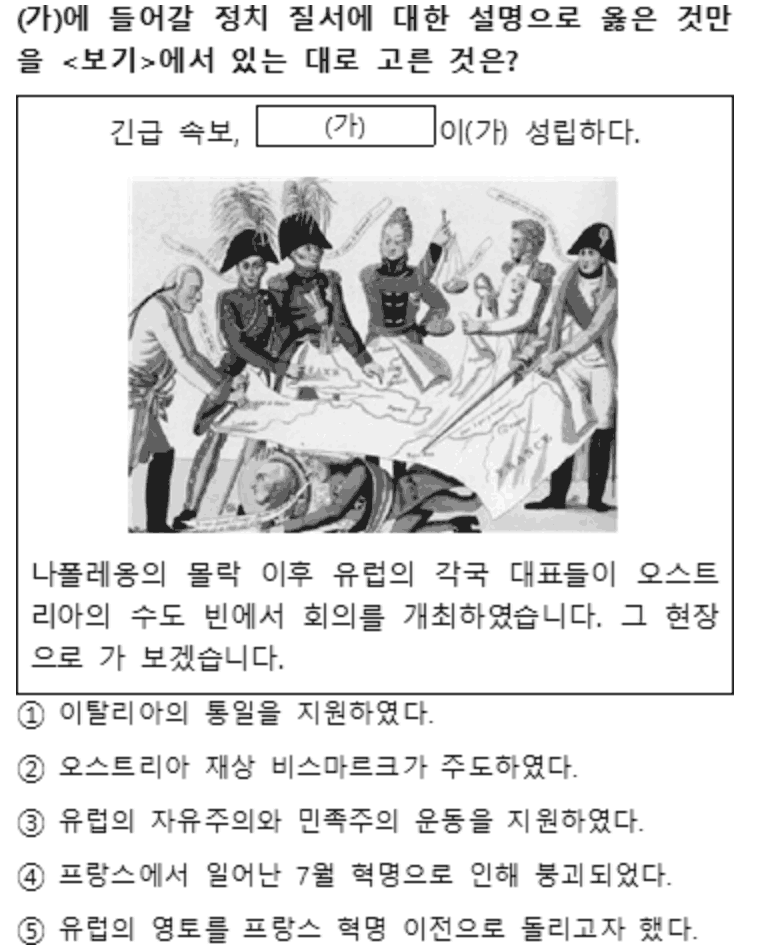 (가)에 들어갈 정치 질서에 대한 설명으로 옳은 것만
을 <보기>에서 있는 대로 고른 것은?
긴급 속보, (가) 이(가) 성립하다.
FRANCE
나폴레옹의 몰락 이후 유럽의 각국 대표들이 오스트
리아의 수도 빈에서 회의를 개최하였습니다. 그 현장
으로 가 보겠습니다.
① 이탈리아의 통일을 지원하였다.
② 오스트리아 재상 비스마르크가 주도하였다.
③ 유럽의 자유주의와 민족주의 운동을 지원하였다.
④ 프랑스에서 일어난 7월 혁명으로 인해 붕괴되었다.
⑤ 유럽의 영토를 프랑스 혁명 이전으로 돌리고자 했다.